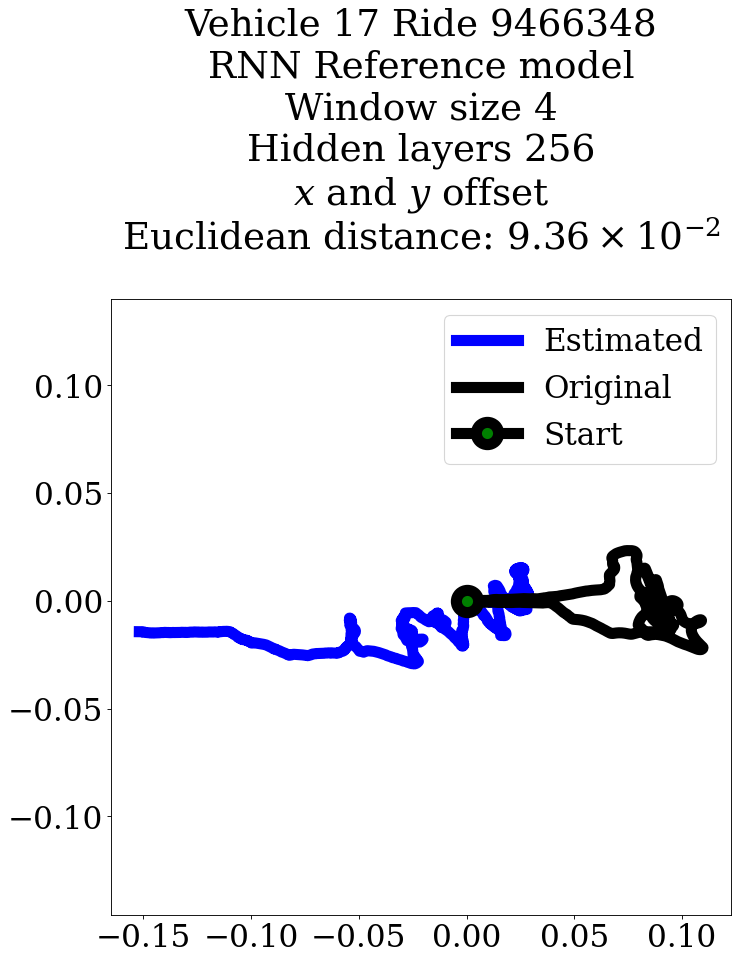 Vehicle 17 Ride 9466348
RNN Reference model
Window size 4
Hidden layers 256
x and y offset
Euclidean distance: 9.36 × 10⁻²
Estimated
Original
Start
0.10
0.05
0.00
−0.05
−0.10
−0.15 −0.10 −0.05 0.00 0.05 0.10